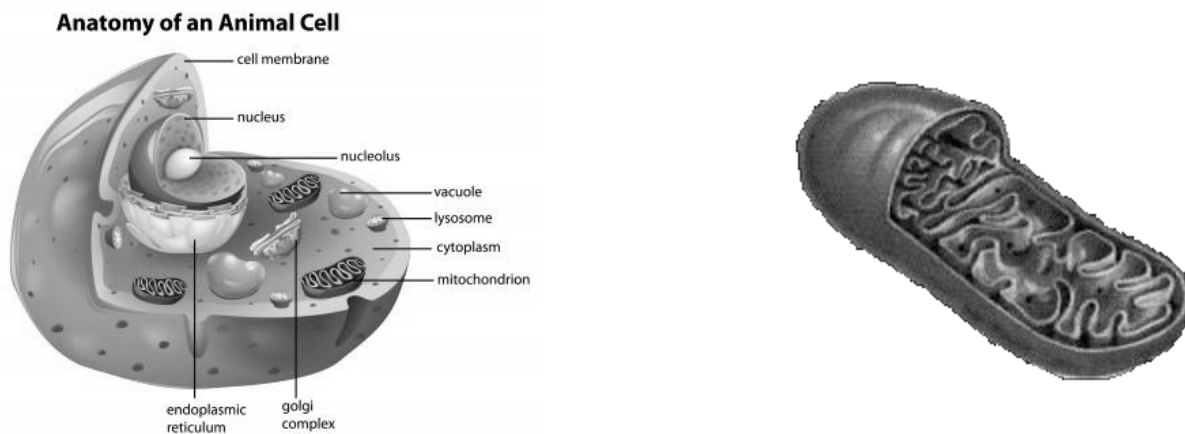 Anatomy of an Animal Cell
cell membrane
nucleus
nucleolus
vacuole
lysosome
cytoplasm
mitochondrion
endoplasmic
reticulum
golgi
complex